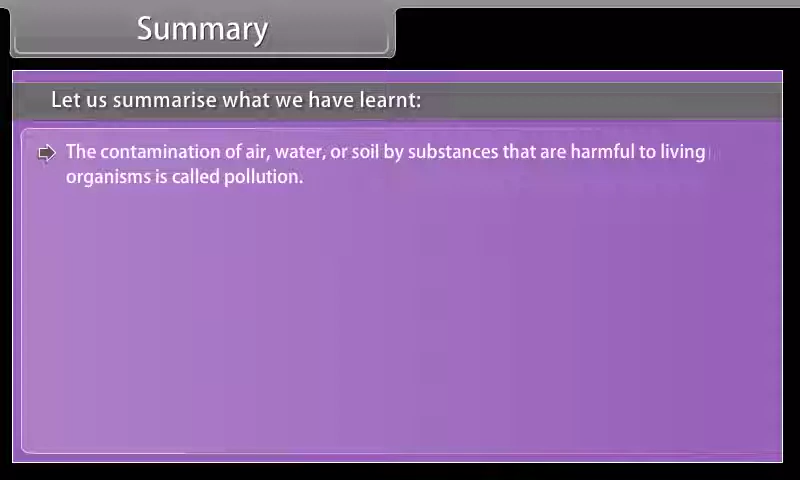 Summary
Let us summarise what we have learnt:
The contamination of air, water, or soil by substances that are harmful to living
organisms is called pollution.